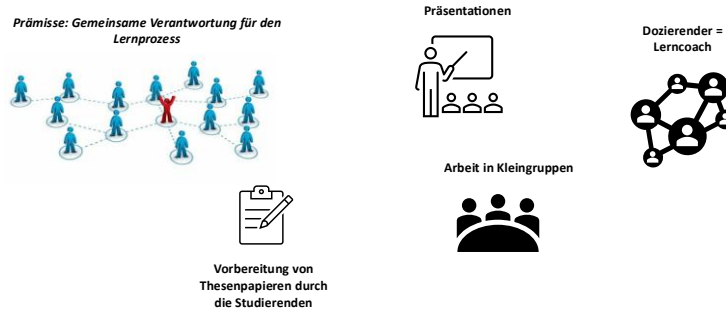 Prämisse: Gemeinsame Verantwortung für den
Lernprozess
Präsentationen
Dozierender =
Lerncoach
Arbeit in Kleingruppen
Vorbereitung von
Thesenpapieren durch
die Studierenden